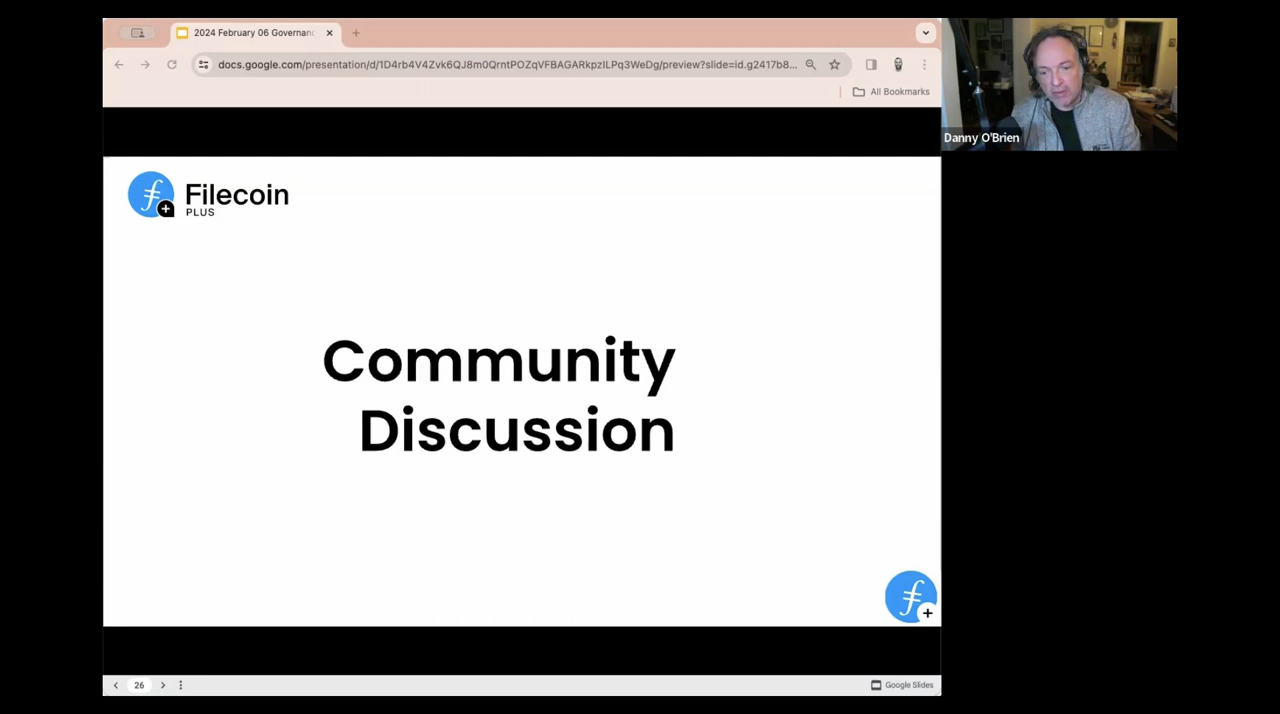 2024 February 06 Governanc
docs.google.com/presentation/d/1D4rb4V4Zvk6QJ8m0QrntPOZqVFBAGARkpzILPq3WeDg/preview?slide=id.g2417b8...
All Bookmarks
Danny O'Brien
Filecoin
PLUS
Community
Discussion
26
Google Slides